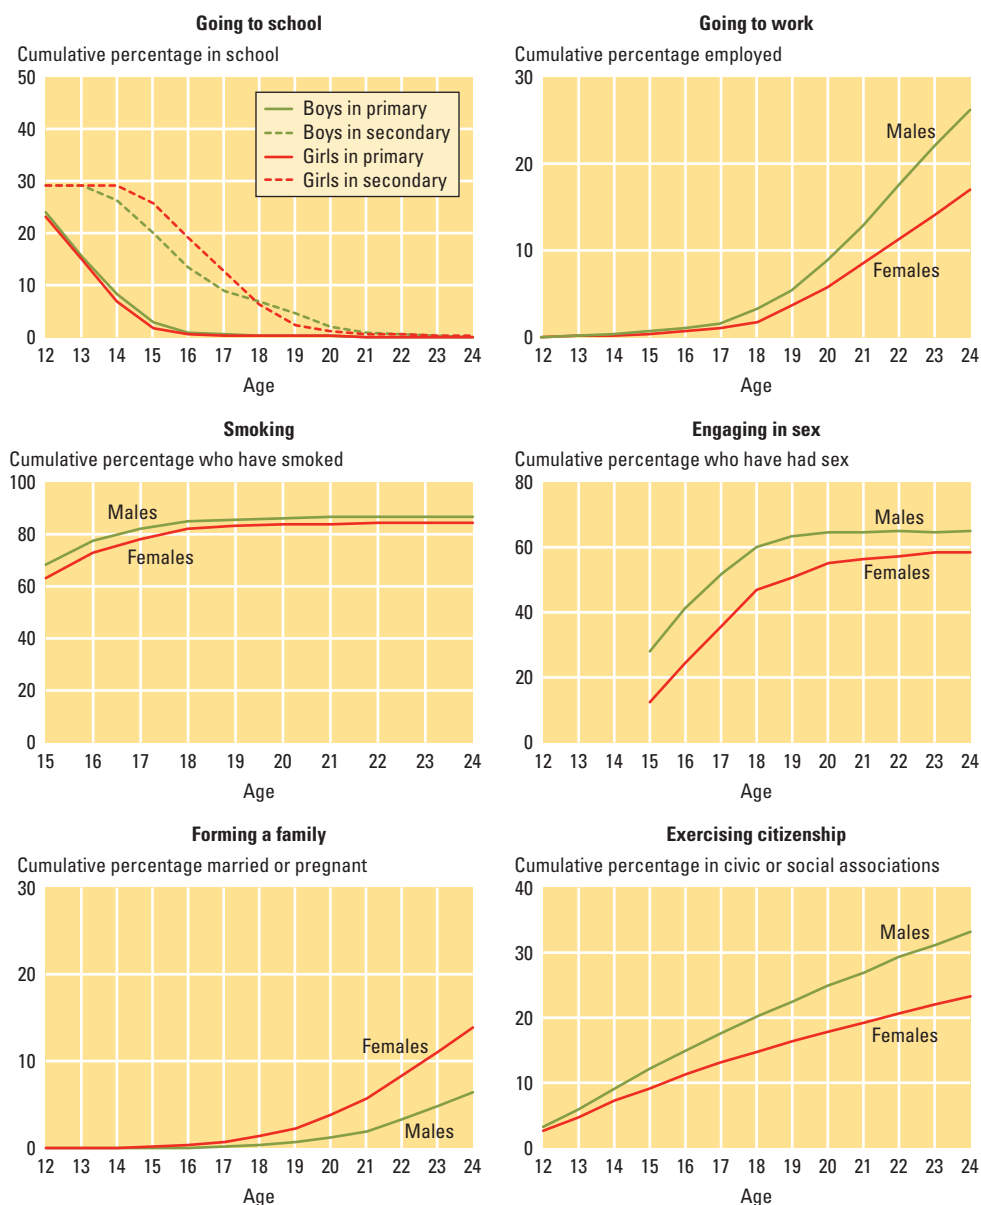 Going to school
Cumulative percentage in school
50
40
30
20
10
0
Boys in primary
Boys in secondary
Girls in primary
Girls in secondary
12 13 14 15 16 17 18 19 20 21 22 23 24
Age
Going to work
Cumulative percentage employed
30
20
10
0
Males
Females
12 13 14 15 16 17 18 19 20 21 22 23 24
Age
Smoking
Cumulative percentage who have smoked
100
80
60
40
20
0
Males
Females
15 16 17 18 19 20 21 22 23 24
Age
Engaging in sex
Cumulative percentage who have had sex
80
60
40
20
0
Males
Females
12 13 14 15 16 17 18 19 20 21 22 23 24
Age
Forming a family
Cumulative percentage married or pregnant
30
20
10
0
Females
Males
12 13 14 15 16 17 18 19 20 21 22 23 24
Age
Exercising citizenship
Cumulative percentage in civic or social associations
40
30
20
10
0
Males
Females
12 13 14 15 16 17 18 19 20 21 22 23 24
Age